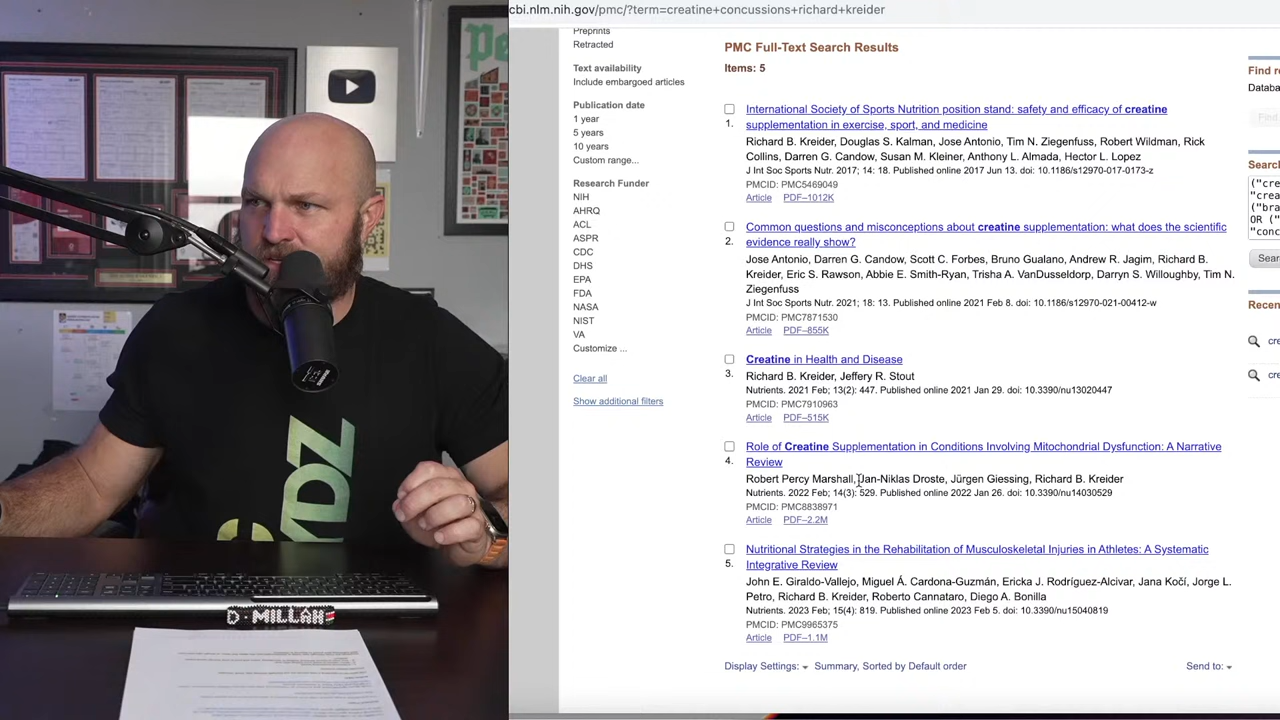 cbi.nlm.nih.gov/pmc/?term=creatine+concussions+richard+kreider
Preprints
Retracted
Text availability
Include embargoed articles
Publication date
1 year
5 years
10 years
Custom range...
Research Funder
NIH
AHRQ
ACL
ASPR
CDC
DHS
EPA
FDA
NASA
NIST
VA
Customize ...
Clear all
Show additional filters
PMC Full-Text Search Results
Items: 5
International Society of Sports Nutrition position stand: safety and efficacy of creatine
1.
supplementation in exercise, sport, and medicine
Richard B. Kreider, Douglas S. Kalman, Jose Antonio, Tim N. Ziegenfuss, Robert Wildman, Rick
Collins, Darren G. Candow, Susan M. Kleiner, Anthony L. Almada, Hector L. Lopez
J Int Soc Sports Nutr. 2017; 14: 18. Published online 2017 Jun 13. doi: 10.1186/s12970-017-0173-z
PMCID: PMC5469049
Article PDF–1012K
Common questions and misconceptions about creatine supplementation: what does the scientific
2.
evidence really show?
Jose Antonio, Darren G. Candow, Scott C. Forbes, Bruno Gualano, Andrew R. Jagim, Richard B.
Kreider, Eric S. Rawson, Abbie E. Smith-Ryan, Trisha A. VanDusseldorp, Darryn S. Willoughby, Tim N.
Ziegenfuss
J Int Soc Sports Nutr. 2021; 18: 13. Published online 2021 Feb 8. doi: 10.1186/s12970-021-00412-w
PMCID: PMC7871530
Article PDF–855K
Creatine in Health and Disease
3.
Richard B. Kreider, Jeffery R. Stout
Nutrients. 2021 Feb; 13(2): 447. Published online 2021 Jan 29. doi: 10.3390/nu13020447
PMCID: PMC7910963
Article PDF–515K
Role of Creatine Supplementation in Conditions Involving Mitochondrial Dysfunction: A Narrative
4.
Review
Robert Percy Marshall, Jan-Niklas Droste, Jürgen Giessing, Richard B. Kreider
Nutrients. 2022 Feb; 14(3): 529. Published online 2022 Jan 26. doi: 10.3390/nu14030529
PMCID: PMC8838971
Article PDF–2.2M
Nutritional Strategies in the Rehabilitation of Musculoskeletal Injuries in Athletes: A Systematic
5.
Integrative Review
John E. Giraldo-Vallejo, Miguel Á. Cardona-Guzmán, Ericka J. Rodríguez-Alcivar, Jana Kočí, Jorge L.
Petro, Richard B. Kreider, Roberto Cannataro, Diego A. Bonilla
Nutrients. 2023 Feb; 15(4): 819. Published online 2023 Feb 5. doi: 10.3390/nu15040819
PMCID: PMC9965375
Article PDF–1.1M
Display Settings: Summary, Sorted by Default order
Send to:
Find re
Databa
Find
Search
("cre
"crea
("bra
OR ("
"conc
Sear
Recen
cre
cre
YDZ
D. MILLAH